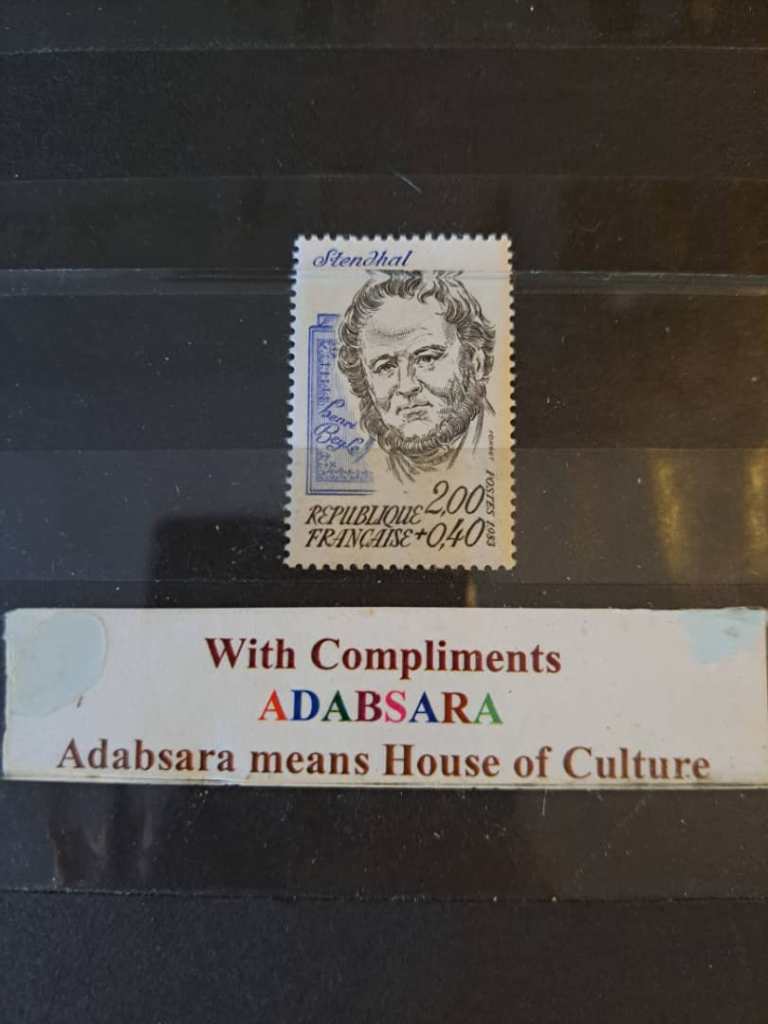 Stendhal
henri
Beyle
POSTES 1983
REPUBLIQUE 2,00
FRANÇAISE +0,40
With Compliments
ADABSARA
Adabsara means House of Culture